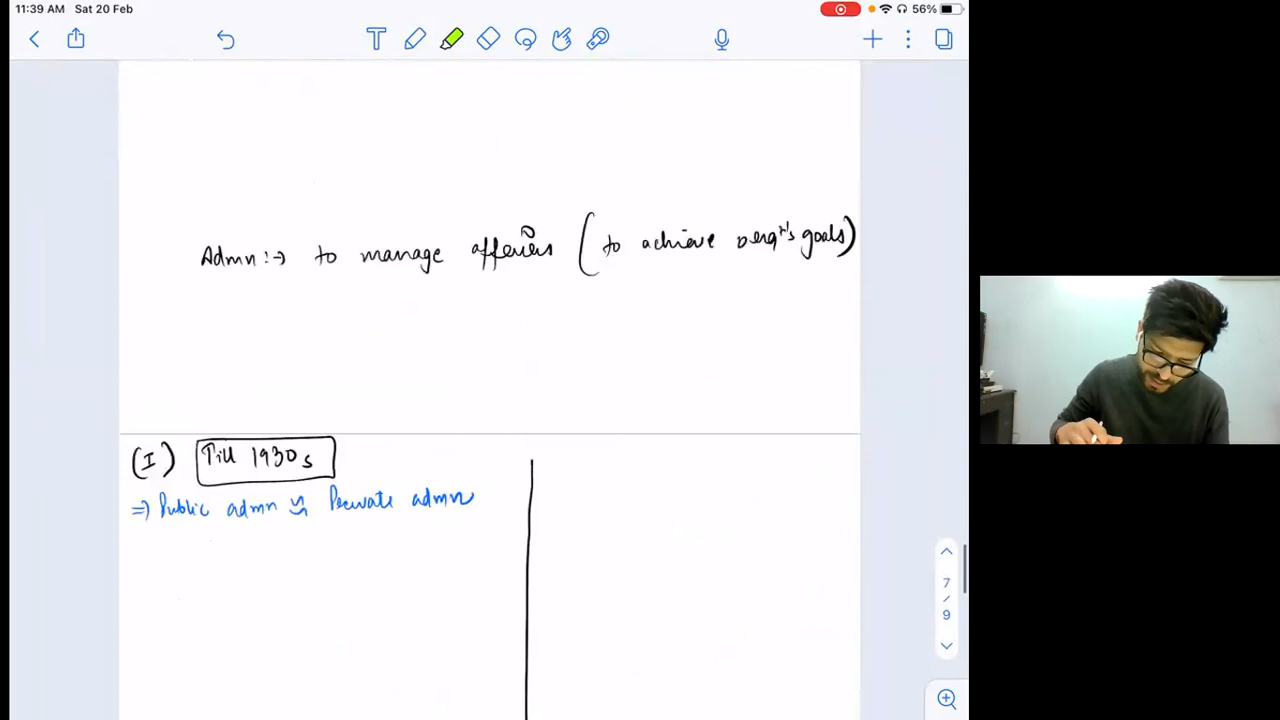 11:39 AM Sat 20 Feb
56%
Admn :→ to manage affairs (to achieve orgn's goals)
7
/
9
(I) Till 1930s
⇒ Public admn ≈ Private admn